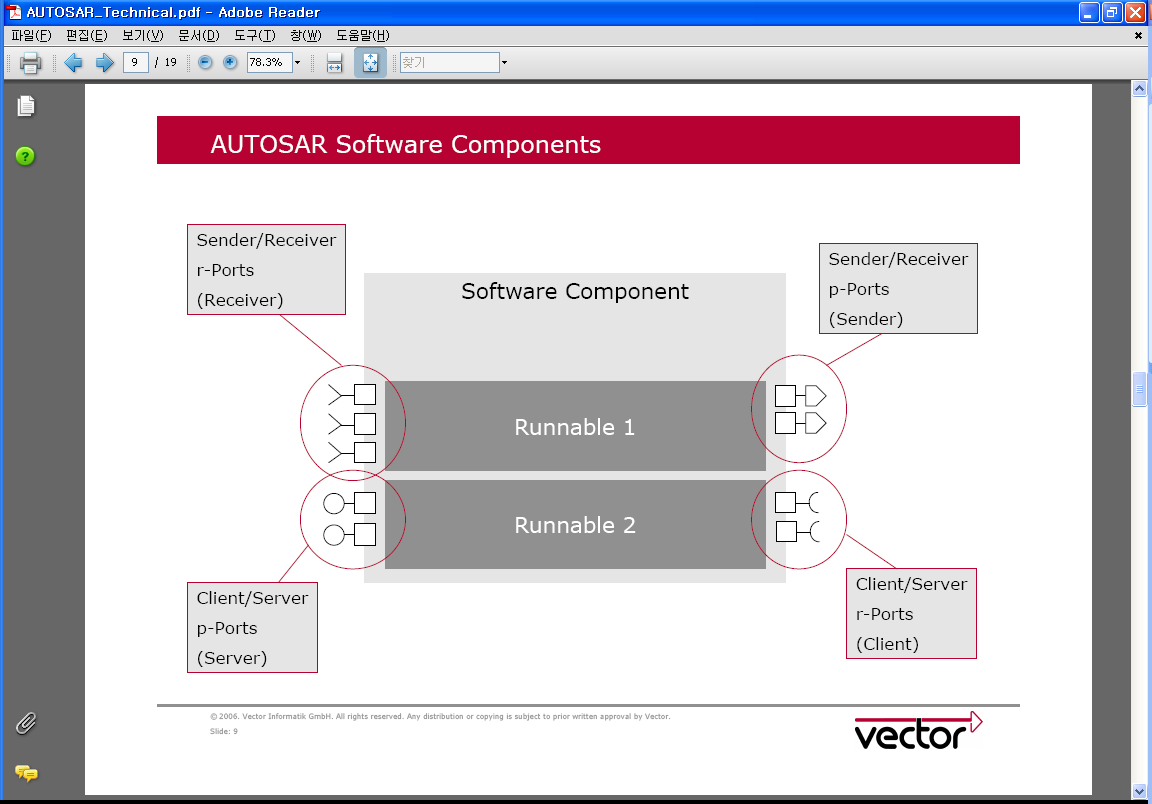 AUTOSAR_Technical.pdf - Adobe Reader
파일(F) 편집(E) 보기(V) 문서(D) 도구(T) 창(W) 도움말(H)
9 / 19 78.3% 찾기
AUTOSAR Software Components
Sender/Receiver
r-Ports
(Receiver)
Sender/Receiver
p-Ports
(Sender)
Software Component
Runnable 1
Runnable 2
Client/Server
p-Ports
(Server)
Client/Server
r-Ports
(Client)
© 2006. Vector Informatik GmbH. All rights reserved. Any distribution or copying is subject to prior written approval by Vector.
Slide: 9
vector